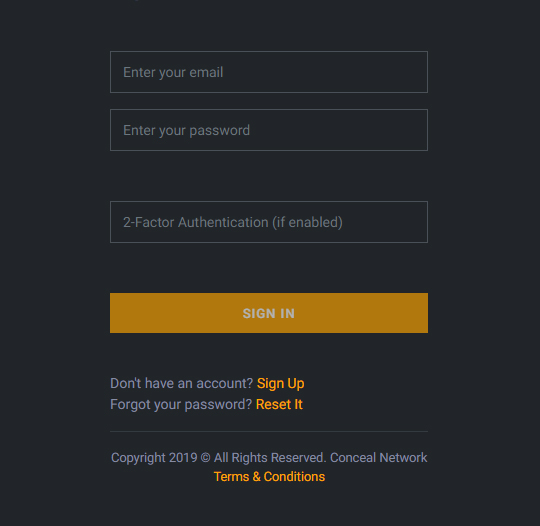 Enter your email
Enter your password
2-Factor Authentication (if enabled)
SIGN IN
Don't have an account? Sign Up
Forgot your password? Reset It
Copyright 2019 © All Rights Reserved. Conceal Network
Terms & Conditions